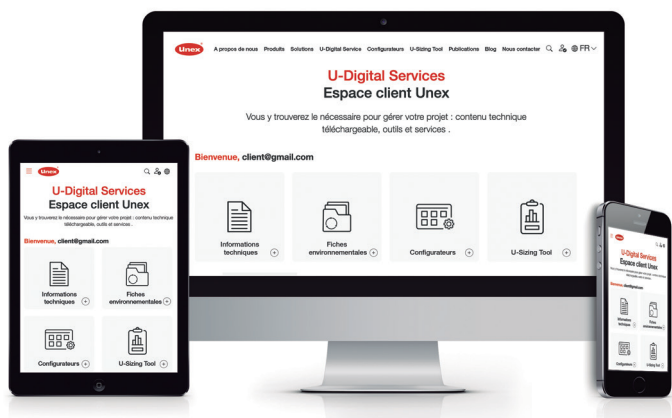 Unex
A propos de nous Produits Solutions U-Digital Service Configurateurs U-Sizing Tool Publications Blog Nous contacter FR
U-Digital Services
Espace client Unex
Vous y trouverez le nécessaire pour gérer votre projet : contenu technique
téléchargeable, outils et services .
Bienvenue, client@gmail.com
Informations
techniques
Fiches
environnementales
Configurateurs
U-Sizing Tool
Unex
U-Digital Services
Espace client Unex
Vous y trouverez le nécessaire pour gérer votre projet : contenu technique
téléchargeable, outils et services .
Bienvenue, client@gmail.com
Informations
techniques
Fiches
environnementales
Configurateurs
U-Sizing Tool
Unex
U-Digital Services
Espace client Unex
Bienvenue, client@gmail.com
Informations
techniques
Fiches
environnementales
Configurateurs
U-Sizing Tool